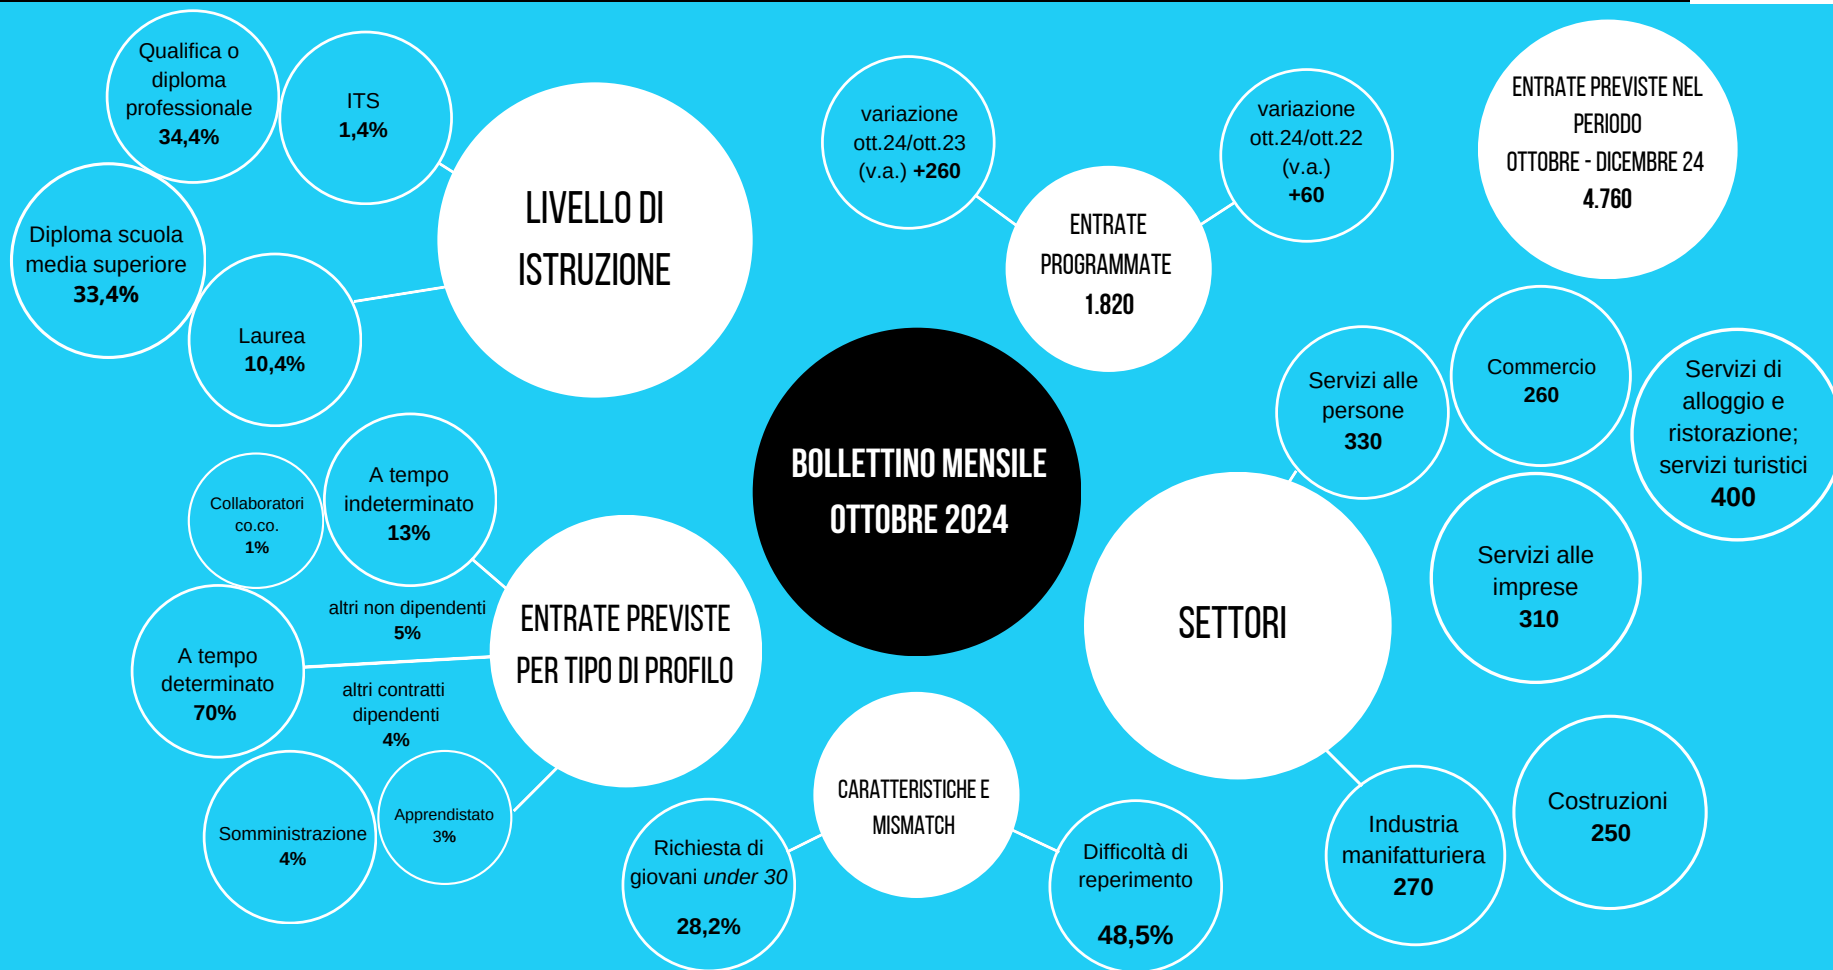 Qualifica o
diploma
professionale
34,4%
ITS
1,4%
Diploma scuola
media superiore
33,4%
Laurea
10,4%
LIVELLO DI
ISTRUZIONE
variazione
ott.24/ott.23
(v.a.) +260
variazione
ott.24/ott.22
(v.a.)
+60
ENTRATE
PROGRAMMATE
1.820
ENTRATE PREVISTE NEL
PERIODO
OTTOBRE - DICEMBRE 24
4.760
BOLLETTINO MENSILE
OTTOBRE 2024
Servizi alle
persone
330
Commercio
260
Servizi di
alloggio e
ristorazione;
servizi turistici
400
Servizi alle
imprese
310
SETTORI
Industria
manifatturiera
270
Costruzioni
250
A tempo
indeterminato
13%
Collaboratori
co.co.
1%
altri non dipendenti
5%
A tempo
determinato
70%
altri contratti
dipendenti
4%
Somministrazione
4%
Apprendistato
3%
ENTRATE PREVISTE
PER TIPO DI PROFILO
CARATTERISTICHE E
MISMATCH
Richiesta di
giovani under 30
28,2%
Difficoltà di
reperimento
48,5%